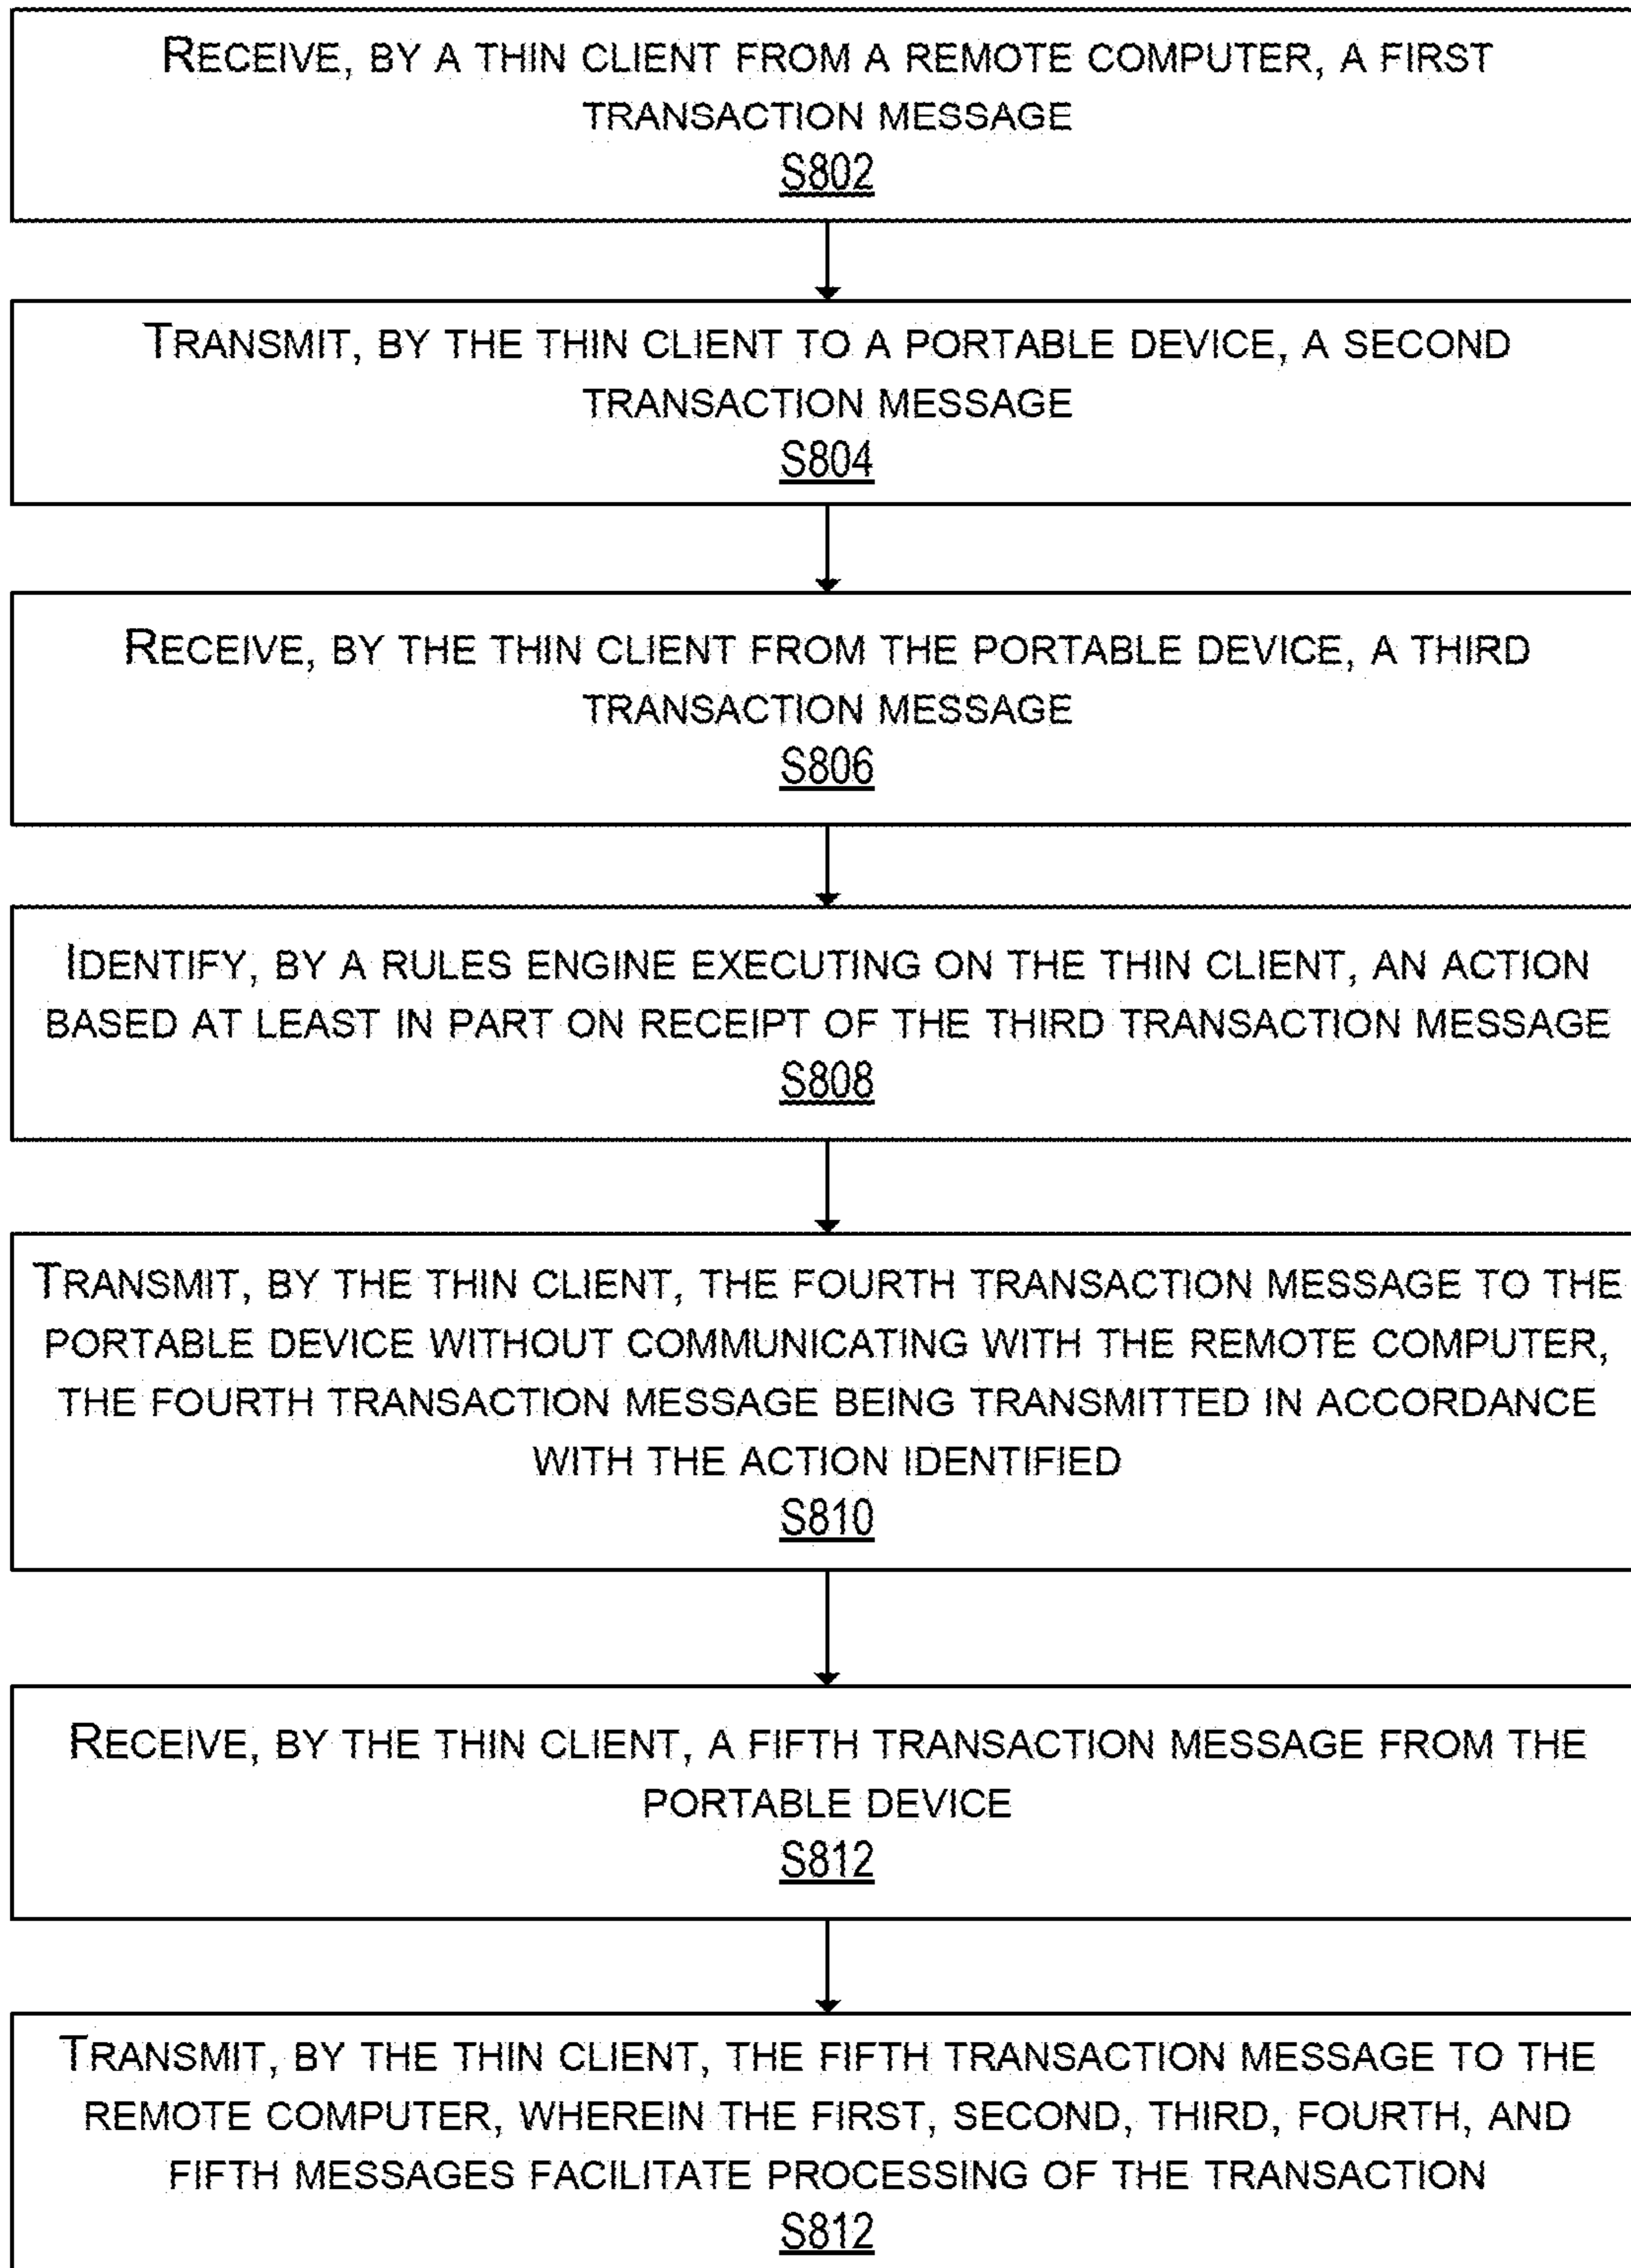 RECEIVE, BY A THIN CLIENT FROM A REMOTE COMPUTER, A FIRST
TRANSACTION MESSAGE
S802
TRANSMIT, BY THE THIN CLIENT TO A PORTABLE DEVICE, A SECOND
TRANSACTION MESSAGE
S804
RECEIVE, BY THE THIN CLIENT FROM THE PORTABLE DEVICE, A THIRD
TRANSACTION MESSAGE
S806
IDENTIFY, BY A RULES ENGINE EXECUTING ON THE THIN CLIENT, AN ACTION
BASED AT LEAST IN PART ON RECEIPT OF THE THIRD TRANSACTION MESSAGE
S808
TRANSMIT, BY THE THIN CLIENT, THE FOURTH TRANSACTION MESSAGE TO THE
PORTABLE DEVICE WITHOUT COMMUNICATING WITH THE REMOTE COMPUTER,
THE FOURTH TRANSACTION MESSAGE BEING TRANSMITTED IN ACCORDANCE
WITH THE ACTION IDENTIFIED
S810
RECEIVE, BY THE THIN CLIENT, A FIFTH TRANSACTION MESSAGE FROM THE
PORTABLE DEVICE
S812
TRANSMIT, BY THE THIN CLIENT, THE FIFTH TRANSACTION MESSAGE TO THE
REMOTE COMPUTER, WHEREIN THE FIRST, SECOND, THIRD, FOURTH, AND
FIFTH MESSAGES FACILITATE PROCESSING OF THE TRANSACTION
S812